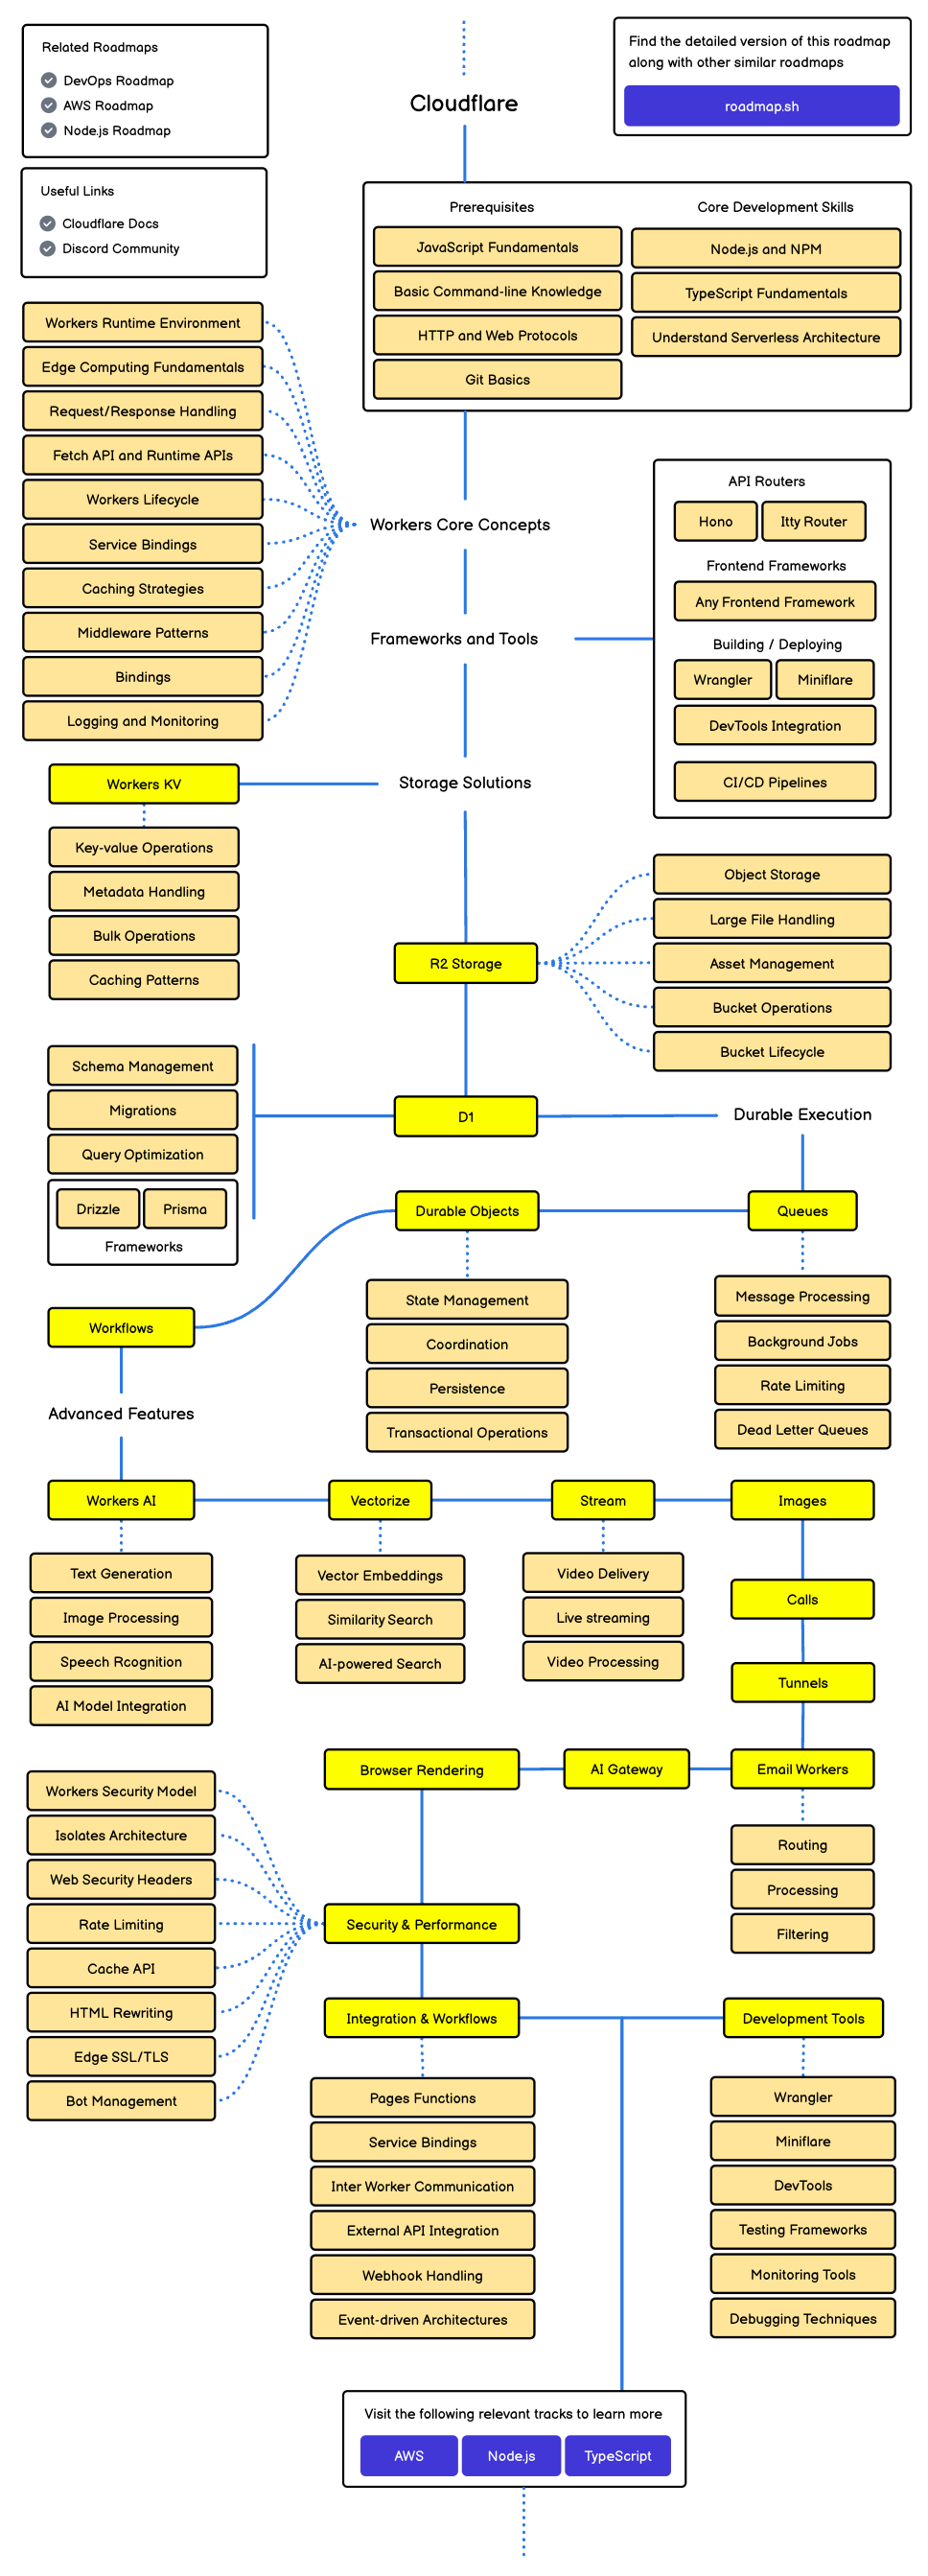 Related Roadmaps
DevOps Roadmap
AWS Roadmap
Node.js Roadmap
Useful Links
Cloudflare Docs
Discord Community
Cloudflare
Find the detailed version of this roadmap
along with other similar roadmaps
roadmap.sh
Prerequisites
JavaScript Fundamentals
Basic Command-line Knowledge
HTTP and Web Protocols
Git Basics
Core Development Skills
Node.js and NPM
TypeScript Fundamentals
Understand Serverless Architecture
Workers Runtime Environment
Edge Computing Fundamentals
Request/Response Handling
Fetch API and Runtime APIs
Workers Lifecycle
Service Bindings
Caching Strategies
Middleware Patterns
Bindings
Logging and Monitoring
Workers Core Concepts
Frameworks and Tools
API Routers
Hono
Itty Router
Frontend Frameworks
Any Frontend Framework
Building / Deploying
Wrangler
Miniflare
DevTools Integration
CI/CD Pipelines
Storage Solutions
Workers KV
Key-value Operations
Metadata Handling
Bulk Operations
Caching Patterns
R2 Storage
Object Storage
Large File Handling
Asset Management
Bucket Operations
Bucket Lifecycle
D1
Schema Management
Migrations
Query Optimization
Drizzle
Prisma
Frameworks
Durable Execution
Queues
Message Processing
Background Jobs
Rate Limiting
Dead Letter Queues
Durable Objects
State Management
Coordination
Persistence
Transactional Operations
Workflows
Advanced Features
Workers AI
Text Generation
Image Processing
Speech Rcognition
AI Model Integration
Vectorize
Vector Embeddings
Similarity Search
AI-powered Search
Stream
Video Delivery
Live streaming
Video Processing
Images
Calls
Tunnels
Email Workers
Routing
Processing
Filtering
AI Gateway
Browser Rendering
Security & Performance
Workers Security Model
Isolates Architecture
Web Security Headers
Rate Limiting
Cache API
HTML Rewriting
Edge SSL/TLS
Bot Management
Integration & Workflows
Pages Functions
Service Bindings
Inter Worker Communication
External API Integration
Webhook Handling
Event-driven Architectures
Development Tools
Wrangler
Miniflare
DevTools
Testing Frameworks
Monitoring Tools
Debugging Techniques
Visit the following relevant tracks to learn more
AWS
Node.js
TypeScript